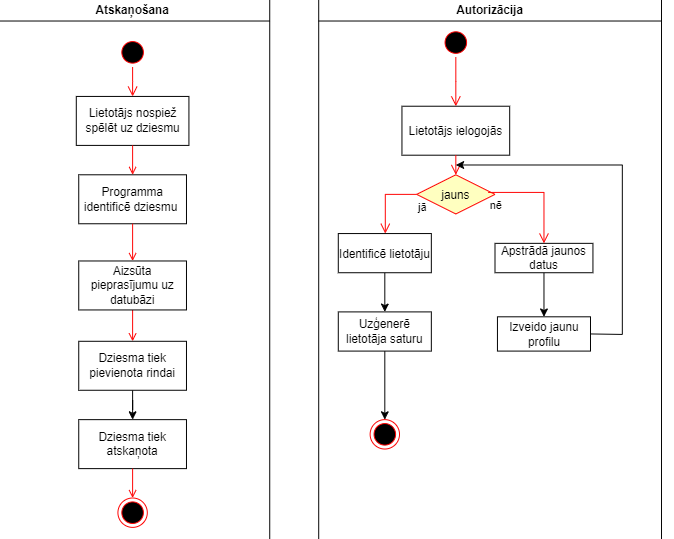 Atskaņošana
Lietotājs nospiež
spēlēt uz dziesmu
Programma
identificē dziesmu
Aizsūta
pieprasījumu uz
datubāzi
Dziesma tiek
pievienota rindai
Dziesma tiek
atskaņota
Autorizācija
Lietotājs ielogojās
jauns
jā
nē
Identificē lietotāju
Apstrādā jaunos
datus
Uzģenerē
lietotāja saturu
Izveido jaunu
profilu